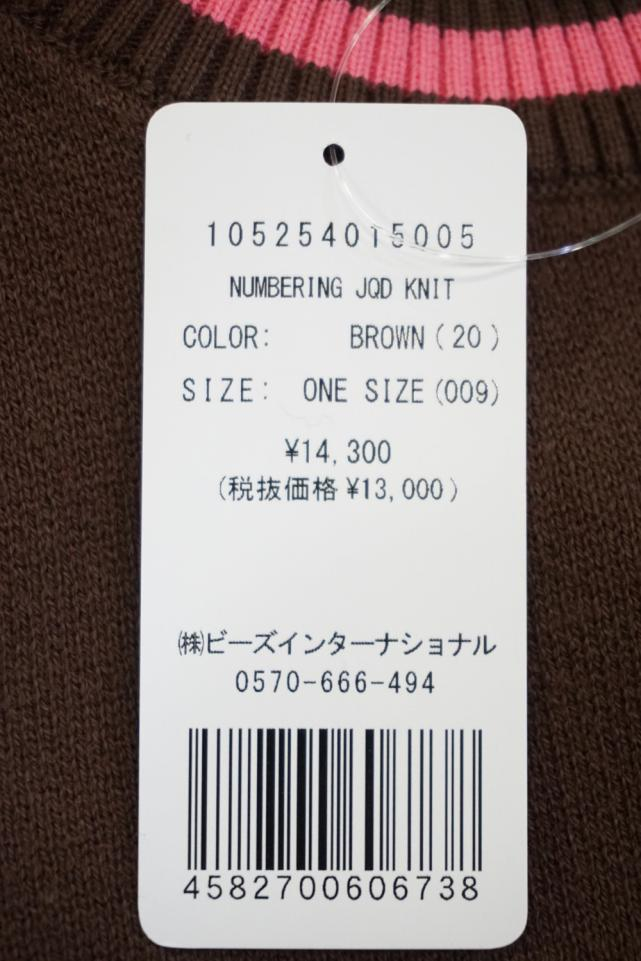 105254015005
NUMBERING JQD KNIT
COLOR: BROWN(20)
SIZE: ONE SIZE(009)
¥14,300
(税抜価格¥13,000)
㈱ビーズインターナショナル
0570-666-494
4582700606738